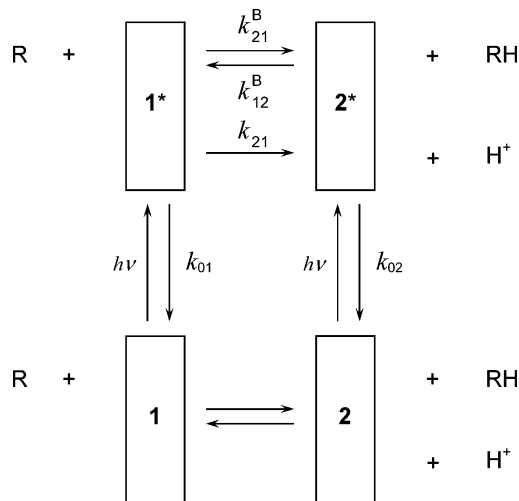 k₂₁ᴮ
R + 1* 2* + RH
k₁₂ᴮ
k₂₁ + H⁺
hν k₀₁ hν k₀₂
R + 1 2 + RH
+ H⁺